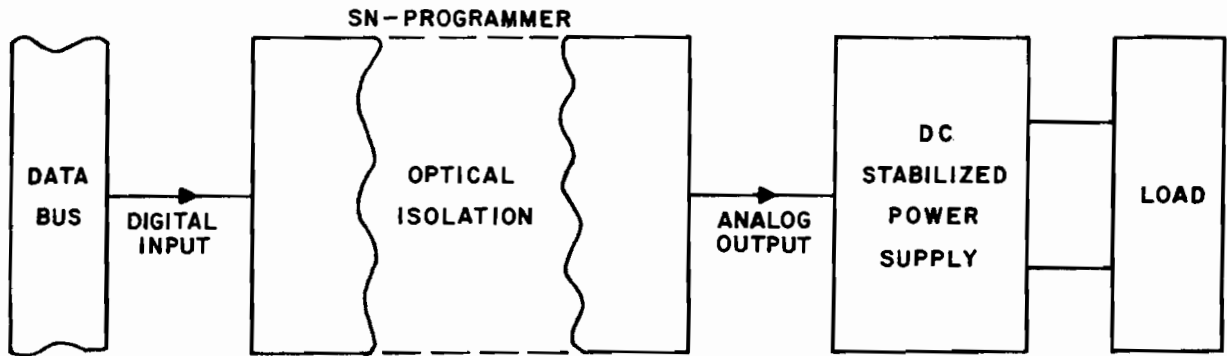 SN-PROGRAMMER
DATA
BUS
DIGITAL
INPUT
OPTICAL
ISOLATION
ANALOG
OUTPUT
DC
STABILIZED
POWER
SUPPLY
LOAD